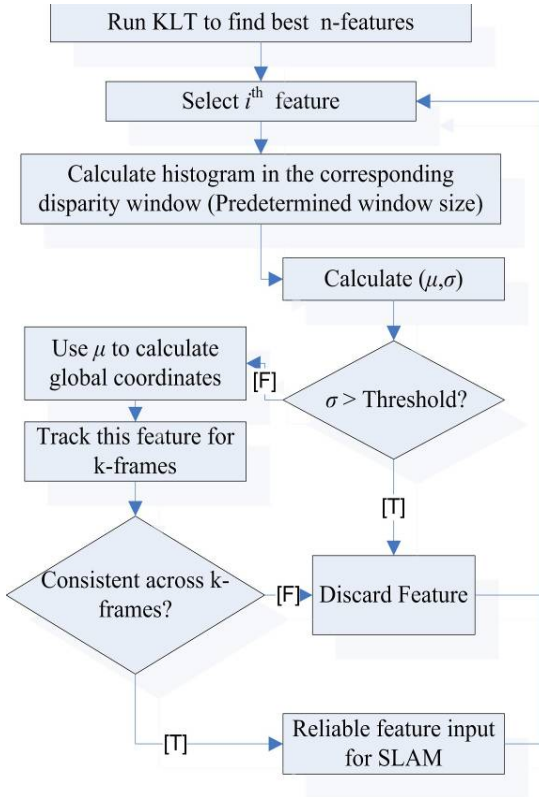 Run KLT to find best n-features
Select iᵗʰ feature
Calculate histogram in the corresponding
disparity window (Predetermined window size)
Calculate (μ,σ)
Use μ to calculate
global coordinates
[F]
σ > Threshold?
Track this feature for
k-frames
[T]
Consistent across k-
frames?
[F]
Discard Feature
[T]
Reliable feature input
for SLAM